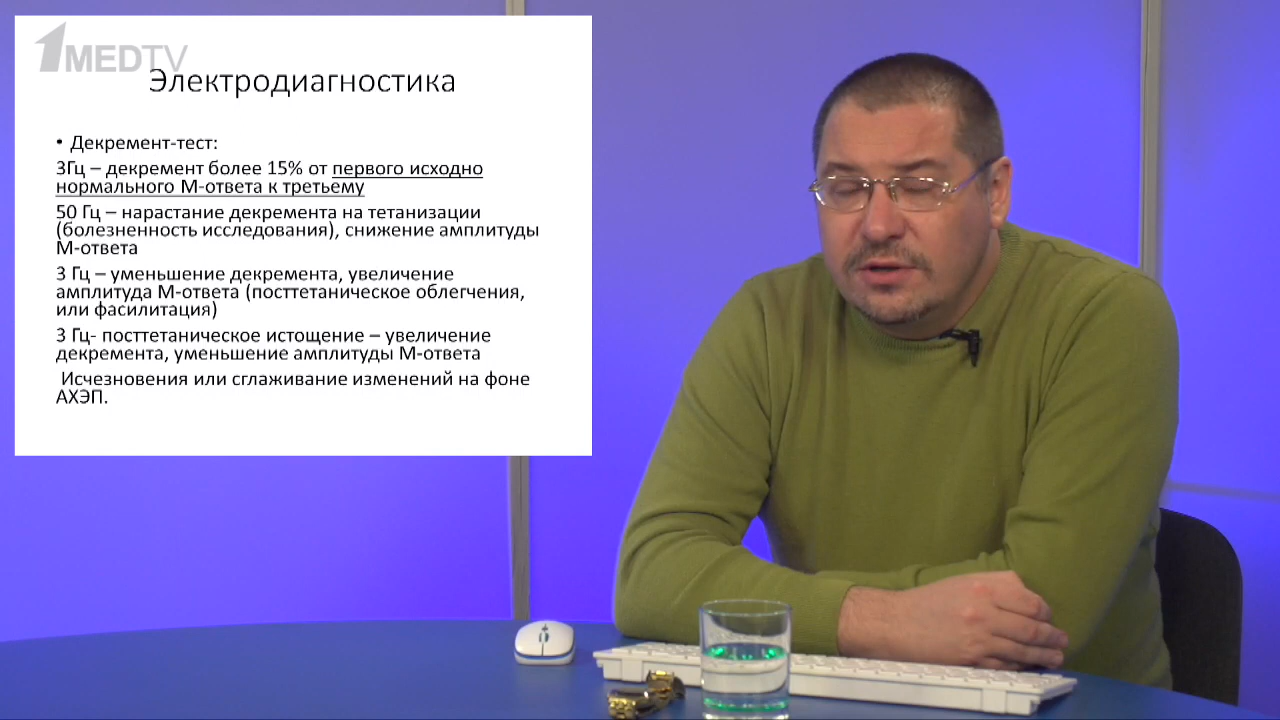 1MEDTV
Электродиагностика
• Декремент-тест:
3Гц – декремент более 15% от первого исходно
нормального М-ответа к третьему
50 Гц – нарастание декремента на тетанизации
(болезненность исследования), снижение амплитуды
М-ответа
3 Гц – уменьшение декремента, увеличение
амплитуда М-ответа (посттетаническое облегчения,
или фасилитация)
3 Гц- посттетаническое истощение – увеличение
декремента, уменьшение амплитуды М-ответа
Исчезновения или сглаживание изменений на фоне
АХЭП.